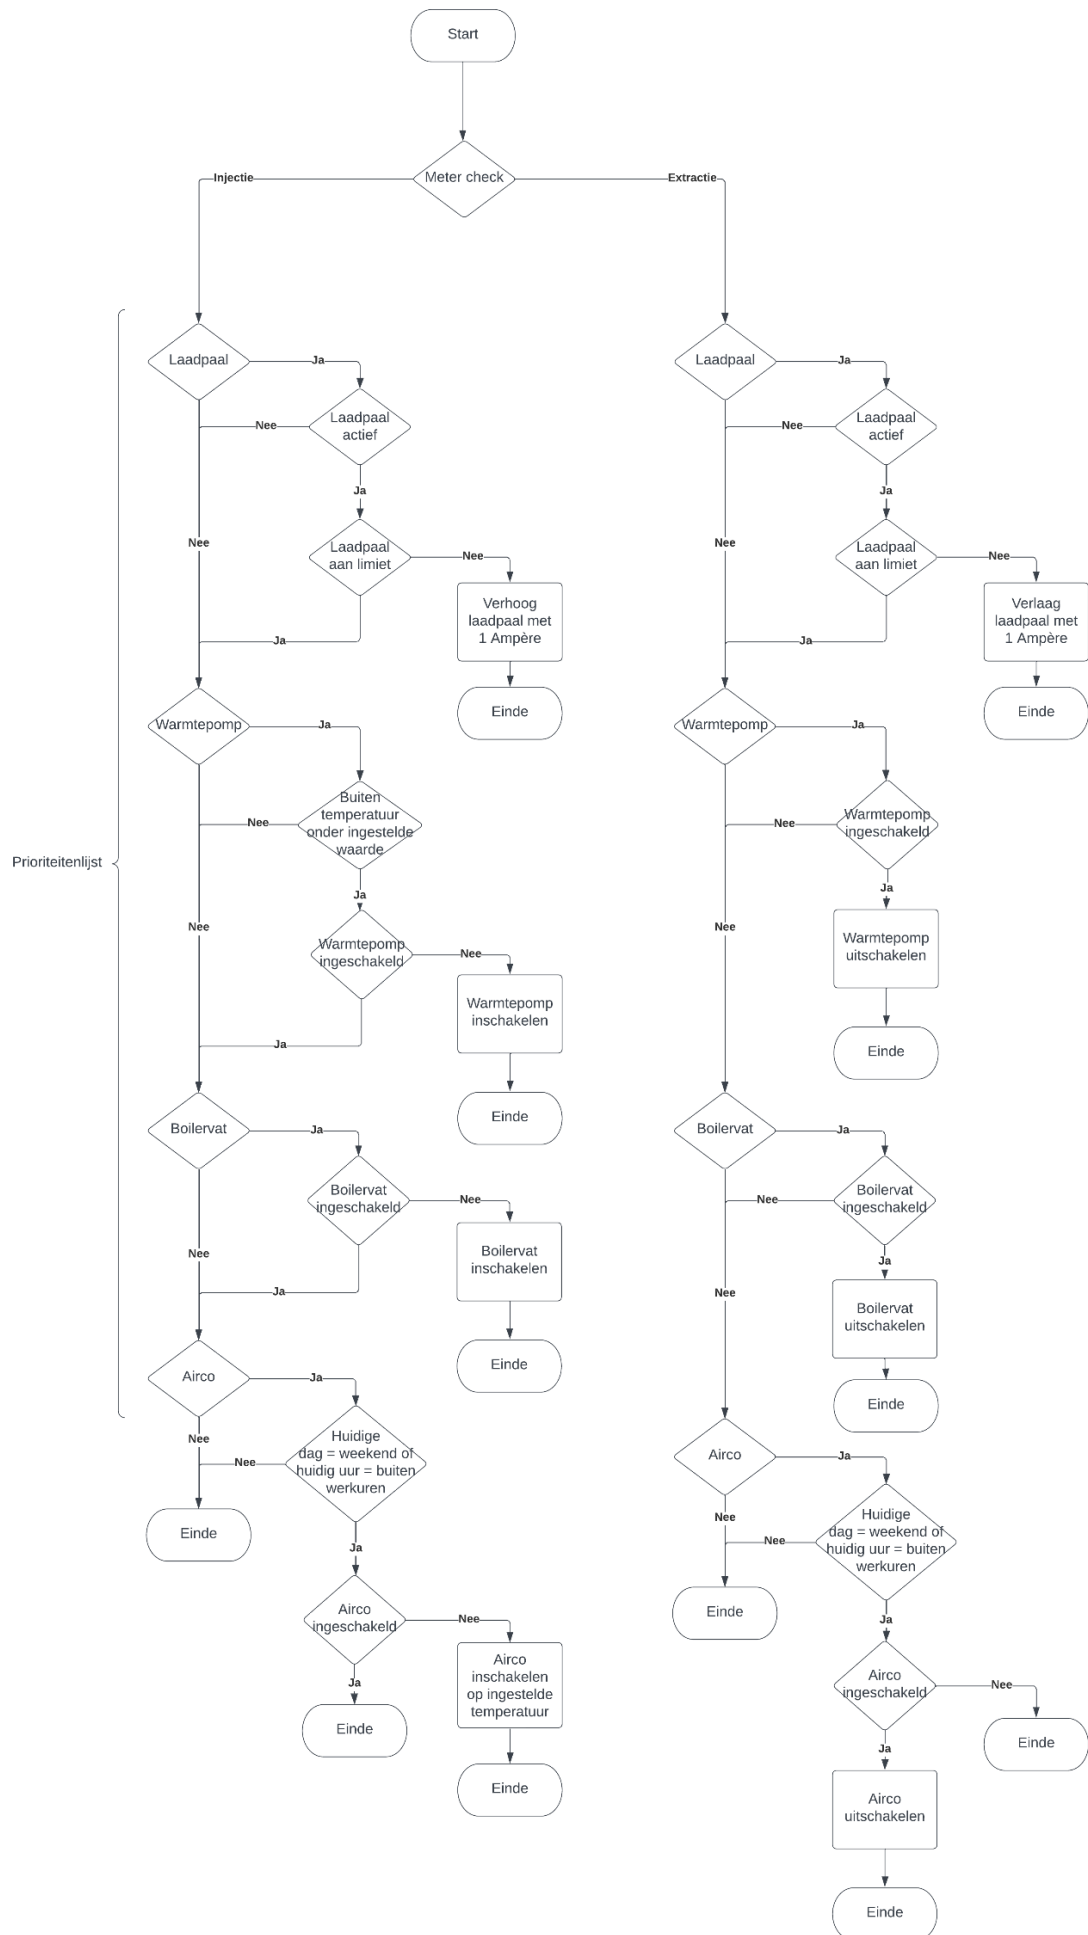 Start
Meter check
Injectie
Extractie
Laadpaal
Ja
Laadpaal
actief
Nee
Ja
Nee
Laadpaal
aan limiet
Nee
Verhoog
laadpaal met
1 Ampère
Ja
Einde
Warmtepomp
Ja
Buiten
temperatuur
onder ingestelde
waarde
Nee
Prioriteitenlijst
Ja
Nee
Warmtepomp
ingeschakeld
Nee
Warmtepomp
inschakelen
Ja
Einde
Boilervat
Ja
Boilervat
ingeschakeld
Nee
Boilervat
inschakelen
Nee
Ja
Einde
Airco
Ja
Nee
Huidige
dag = weekend of
huidig uur = buiten
werkuren
Nee
Einde
Ja
Airco
ingeschakeld
Nee
Airco
inschakelen
op ingestelde
temperatuur
Ja
Einde
Einde
Laadpaal
Ja
Laadpaal
actief
Nee
Ja
Nee
Laadpaal
aan limiet
Nee
Verlaag
laadpaal met
1 Ampère
Ja
Einde
Warmtepomp
Ja
Warmtepomp
ingeschakeld
Nee
Ja
Nee
Warmtepomp
uitschakelen
Einde
Boilervat
Ja
Boilervat
ingeschakeld
Nee
Ja
Nee
Boilervat
uitschakelen
Einde
Airco
Ja
Nee
Huidige
dag = weekend of
huidig uur = buiten
werkuren
Nee
Einde
Ja
Airco
ingeschakeld
Nee
Einde
Ja
Airco
uitschakelen
Einde